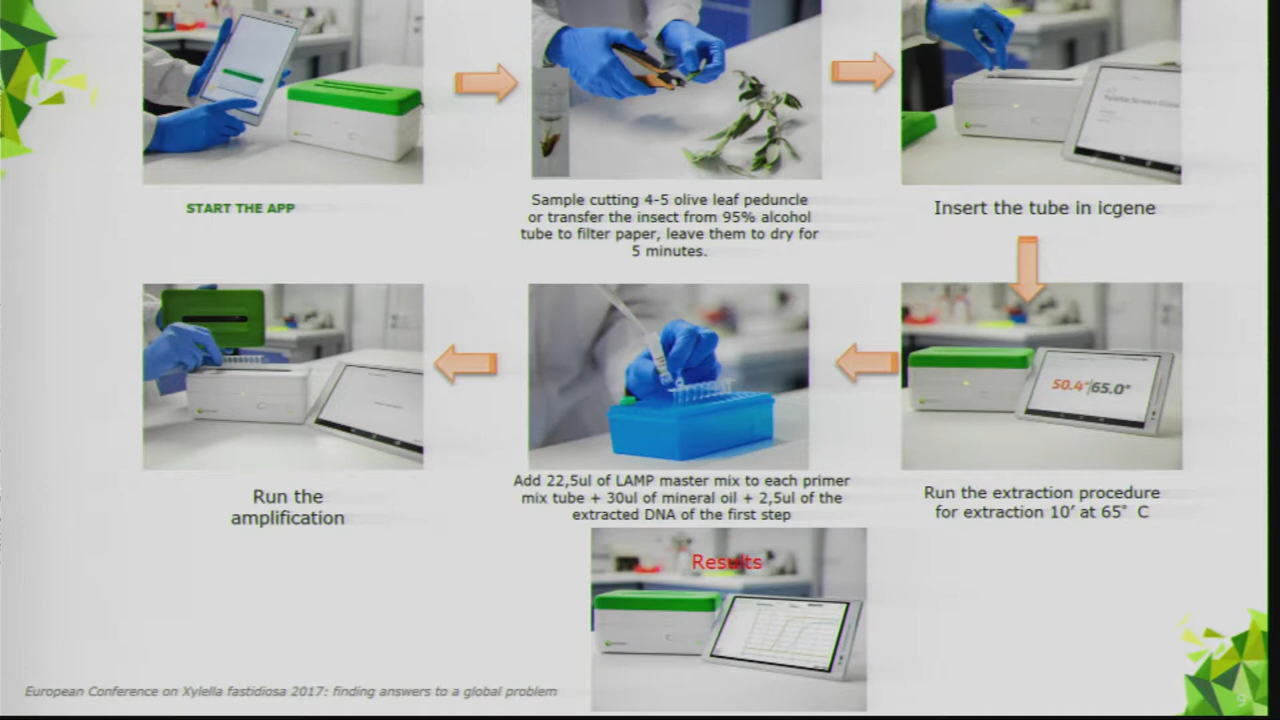 START THE APP
Sample cutting 4-5 olive leaf peduncle
or transfer the insect from 95% alcohol
tube to filter paper, leave them to dry for
5 minutes.
Insert the tube in icgene
50.4°/65.0°
Run the extraction procedure
for extraction 10’ at 65° C
Add 22,5ul of LAMP master mix to each primer
mix tube + 30ul of mineral oil + 2,5ul of the
extracted DNA of the first step
Run the
amplification
Results
European Conference on Xylella fastidiosa 2017: finding answers to a global problem
9